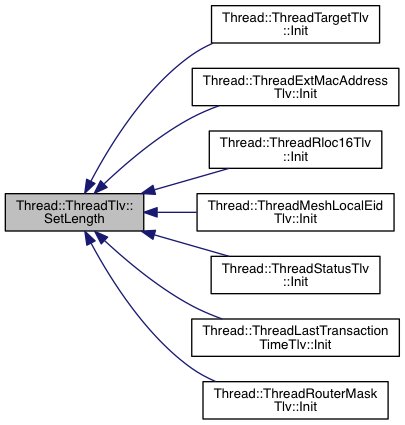 Thread::ThreadTargetTlv
::Init
Thread::ThreadExtMacAddress
Tlv::Init
Thread::ThreadRloc16Tlv
::Init
Thread::ThreadTlv::
SetLength
Thread::ThreadMeshLocalEid
Tlv::Init
Thread::ThreadStatusTlv
::Init
Thread::ThreadLastTransaction
TimeTlv::Init
Thread::ThreadRouterMask
Tlv::Init